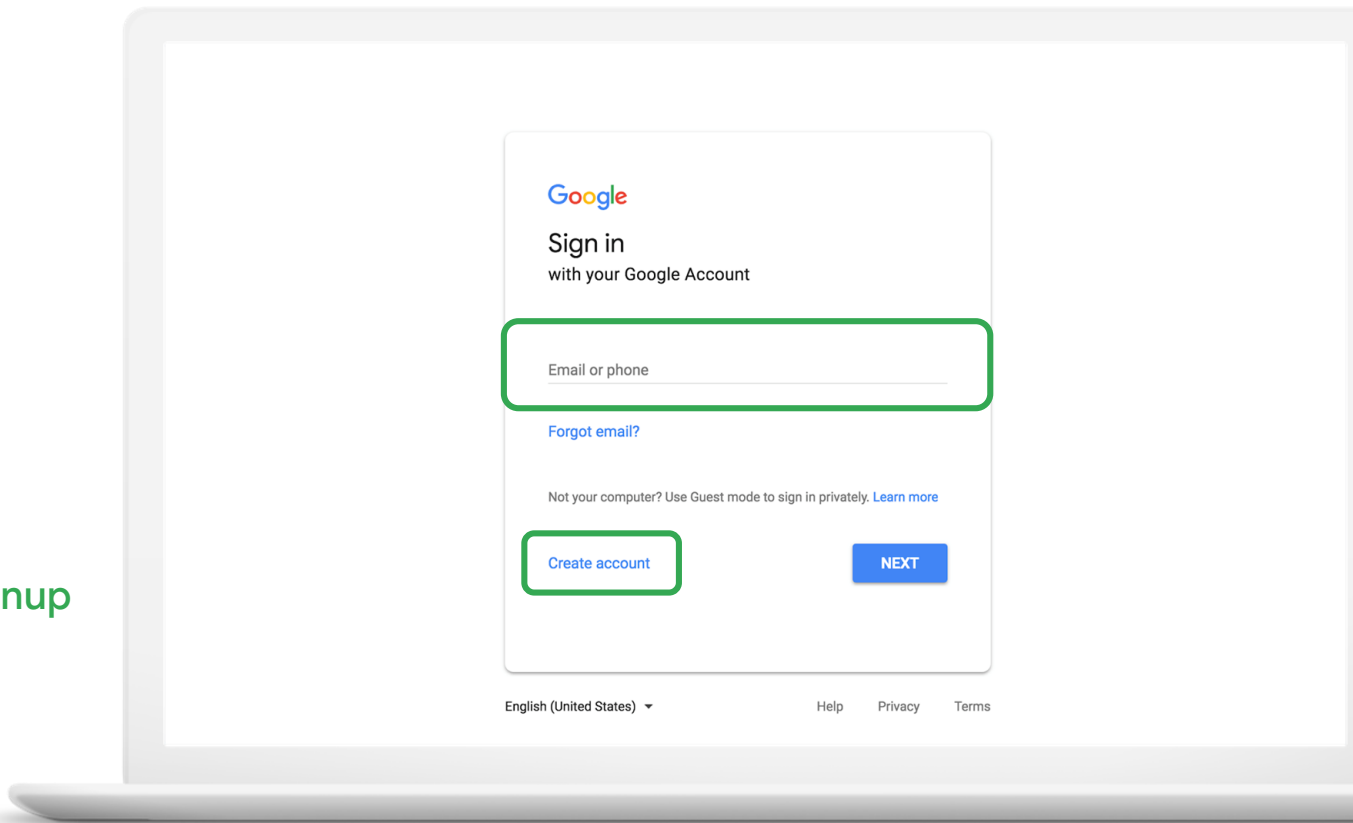 Google
Sign in
with your Google Account
Email or phone
Forgot email?
Not your computer? Use Guest mode to sign in privately. Learn more
Create account
NEXT
nup
English (United States)
Help Privacy Terms